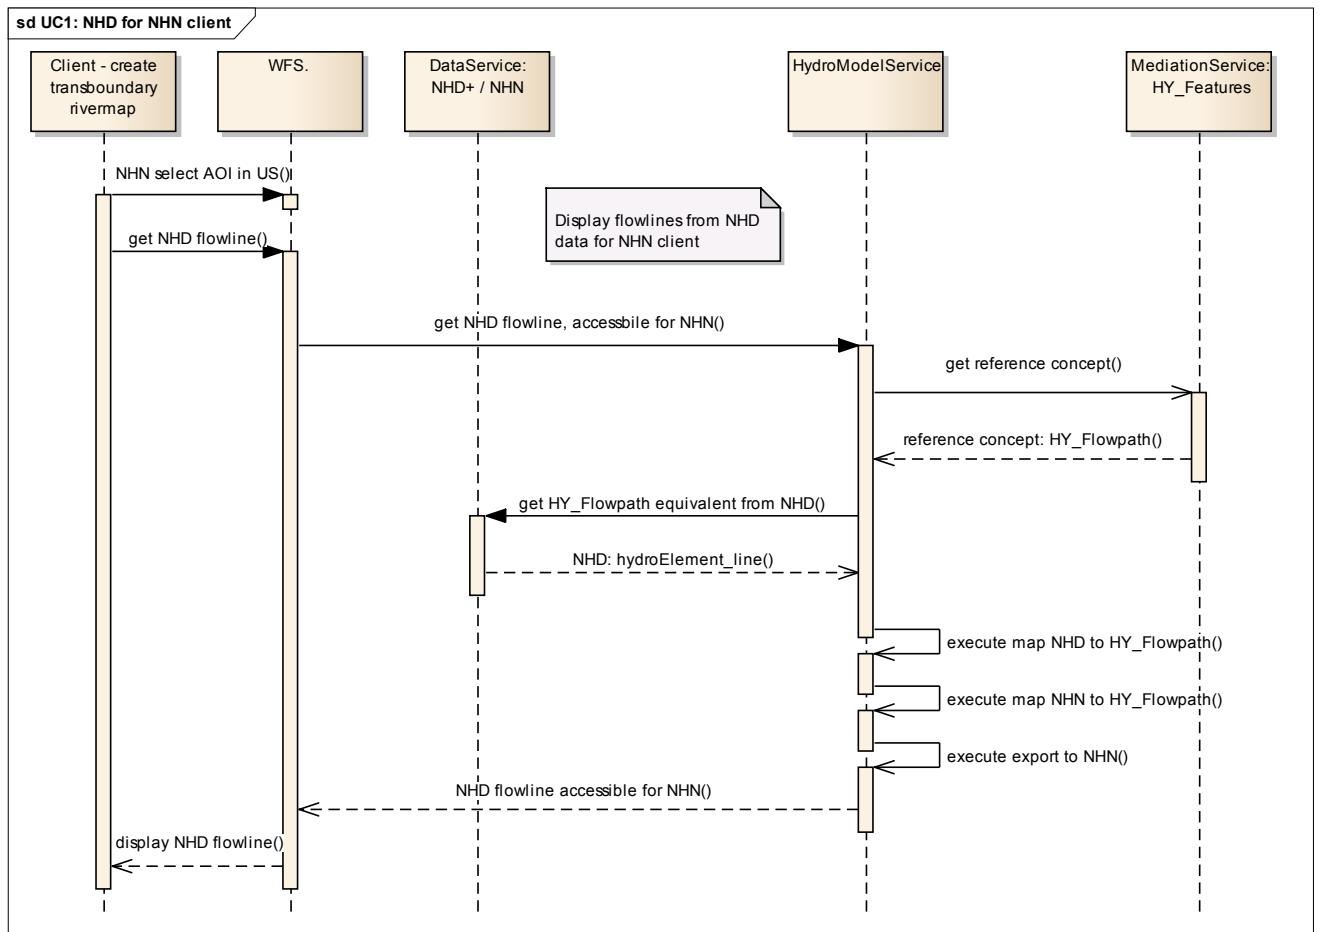 sd UC1: NHD for NHN client
Client - create
transboundary
rivermap
WFS.
DataService:
NHD+ / NHN
HydroModelService
MediationService:
HY_Features
NHN select AOI in US()
Display flowlines from NHD
data for NHN client
get NHD flowline()
get NHD flowline, accessbile for NHN()
get reference concept()
reference concept: HY_Flowpath()
get HY_Flowpath equivalent from NHD()
NHD: hydroElement_line()
execute map NHD to HY_Flowpath()
execute map NHN to HY_Flowpath()
execute export to NHN()
NHD flowline accessible for NHN()
display NHD flowline()